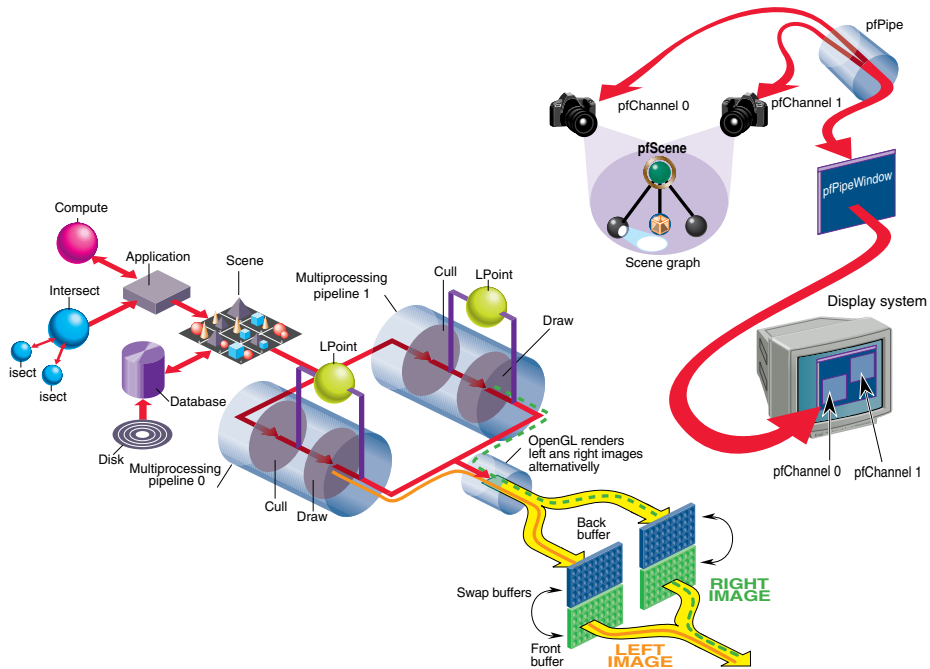 pfPipe
pfChannel 0
pfChannel 1
pfScene
pfPipeWindow
Scene graph
Compute
Application
Scene
Intersect
isect
isect
Database
Disk
Multiprocessing
pipeline 1
Cull
LPoint
Draw
LPoint
Multiprocessing
pipeline 0
Cull
Draw
Display system
pfChannel 0
pfChannel 1
OpenGL renders
left ans right images
alternativelly
Back
buffer
Swap buffers
Front
buffer
RIGHT
IMAGE
LEFT
IMAGE